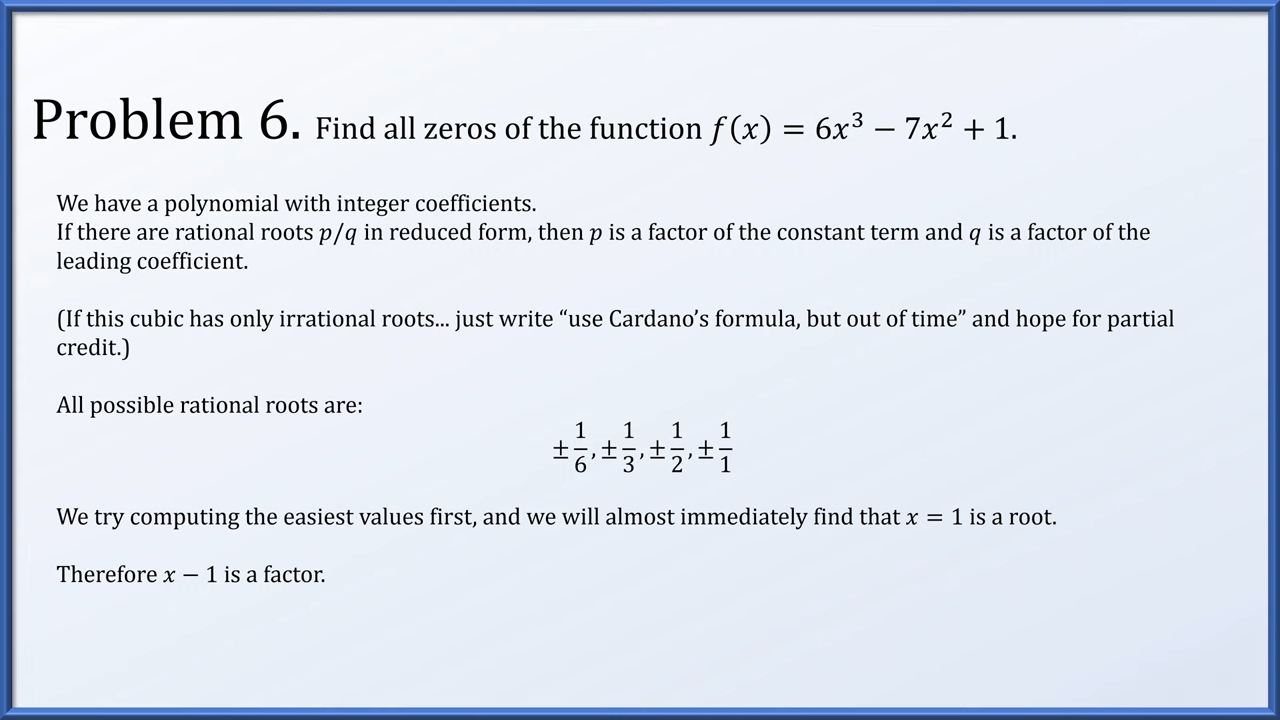 Problem 6. Find all zeros of the function f(x) = 6x³ − 7x² + 1.
We have a polynomial with integer coefficients.
If there are rational roots p/q in reduced form, then p is a factor of the constant term and q is a factor of the
leading coefficient.
(If this cubic has only irrational roots... just write “use Cardano’s formula, but out of time” and hope for partial
credit.)
All possible rational roots are:
±1/6, ±1/3, ±1/2, ±1/1
We try computing the easiest values first, and we will almost immediately find that x = 1 is a root.
Therefore x − 1 is a factor.